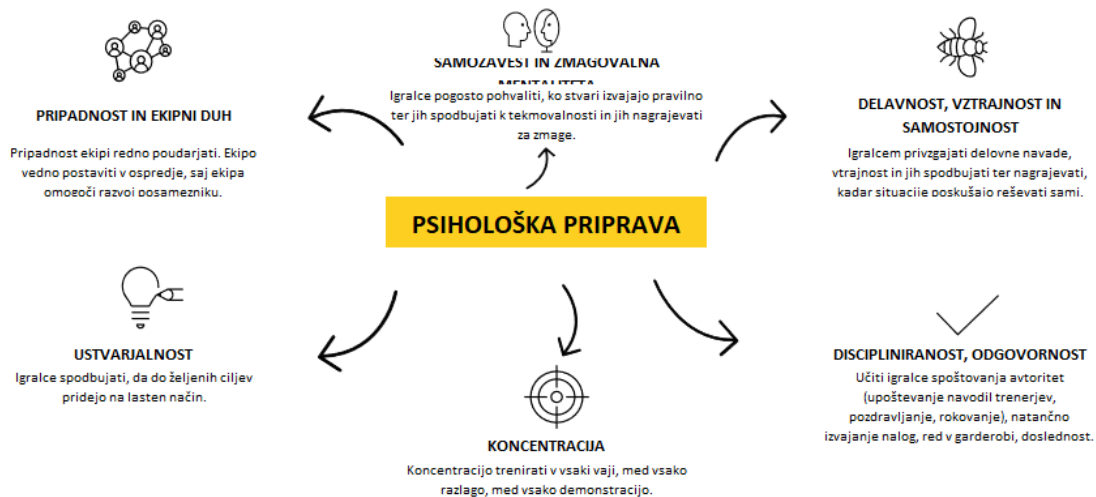 SAMOZAVEST IN ZMAGOVALNA
MENTALITETA
Igralce pogosto pohvaliti, ko stvari izvajajo pravilno
ter jih spodbujati k tekmovalnosti in jih nagrajevati
za zmage.
PRIPADNOST IN EKIPNI DUH
Pripadnost ekipi redno poudarjati. Ekipo
vedno postaviti v ospredje, saj ekipa
omogoči razvoj posamezniku.
DELAVNOST, VZTRAJNOST IN
SAMOSTOJNOST
Igralcem privzgajati delovne navade,
vtrajnost in jih spodbujati ter nagrajevati,
kadar situacije poskušajo reševati sami.
PSIHOLOŠKA PRIPRAVA
USTVARJALNOST
Igralce spodbujati, da do željenih ciljev
pridejo na lasten način.
KONCENTRACIJA
Koncentracijo trenirati v vsaki vaji, med vsako
razlago, med vsako demonstracijo.
DISCIPLINIRANOST, ODGOVORNOST
Učiti igralce spoštovanja avtoritet
(upoštevanje navodil trenerjev,
pozdravljanje, rokovanje), natančno
izvajanje nalog, red v garderobi, doslednost.